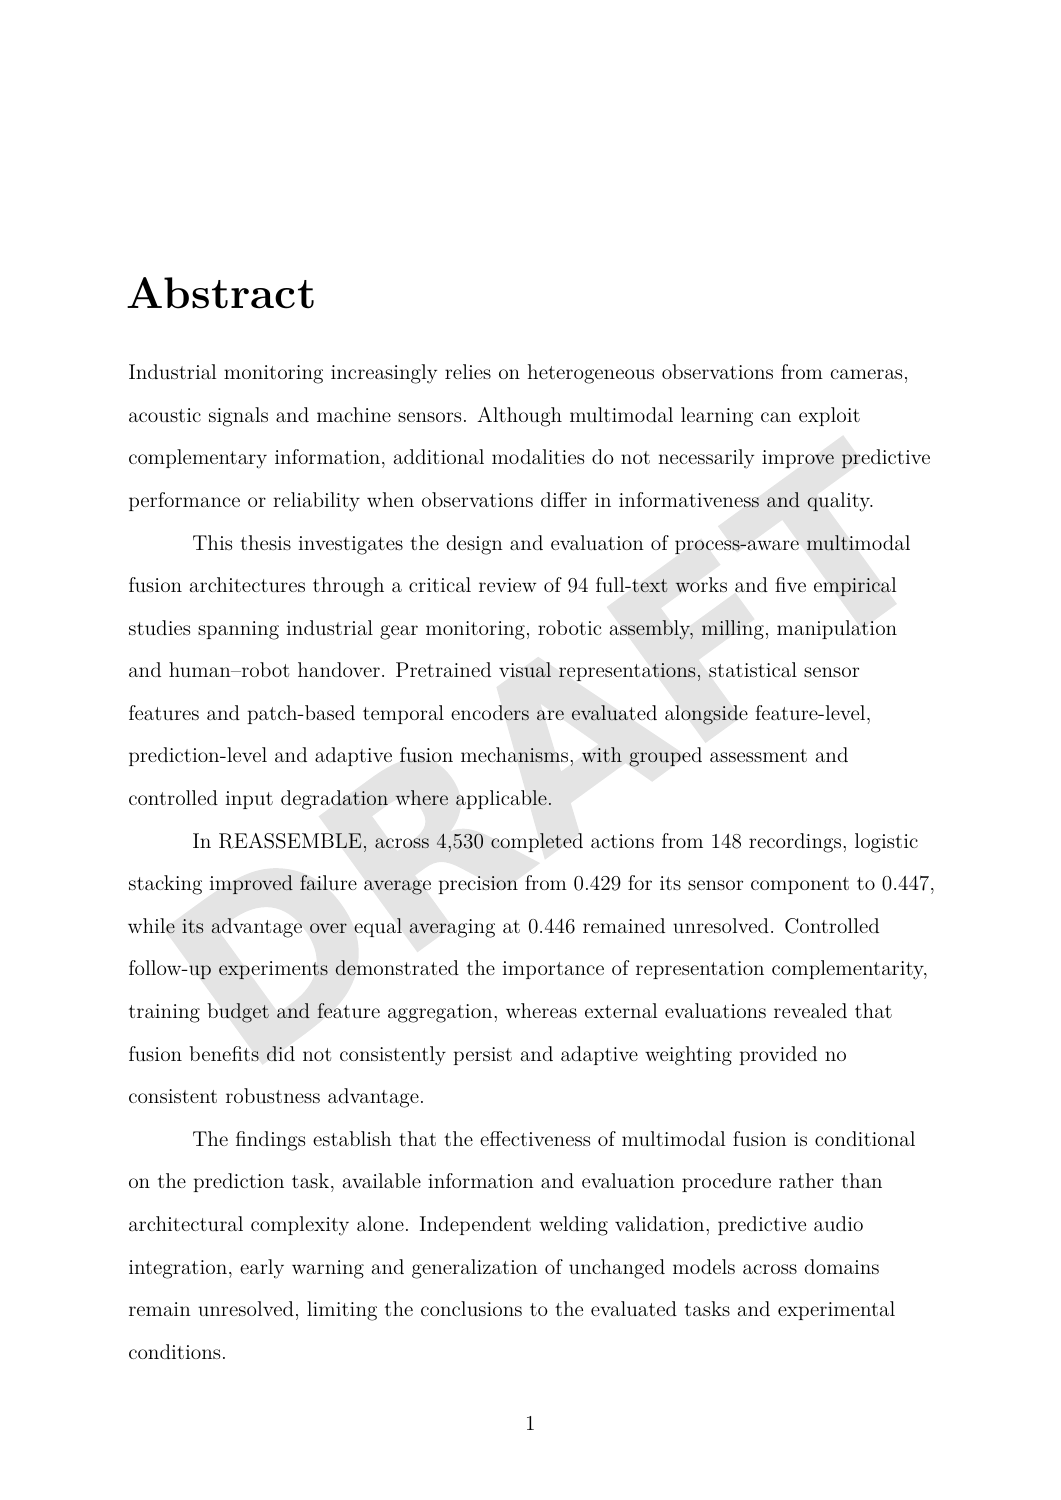 Abstract
Industrial monitoring increasingly relies on heterogeneous observations from cameras,
acoustic signals and machine sensors. Although multimodal learning can exploit
complementary information, additional modalities do not necessarily improve predictive
performance or reliability when observations differ in informativeness and quality.
This thesis investigates the design and evaluation of process-aware multimodal
fusion architectures through a critical review of 94 full-text works and five empirical
studies spanning industrial gear monitoring, robotic assembly, milling, manipulation
and human–robot handover. Pretrained visual representations, statistical sensor
features and patch-based temporal encoders are evaluated alongside feature-level,
prediction-level and adaptive fusion mechanisms, with grouped assessment and
controlled input degradation where applicable.
In REASSEMBLE, across 4,530 completed actions from 148 recordings, logistic
stacking improved failure average precision from 0.429 for its sensor component to 0.447,
while its advantage over equal averaging at 0.446 remained unresolved. Controlled
follow-up experiments demonstrated the importance of representation complementarity,
training budget and feature aggregation, whereas external evaluations revealed that
fusion benefits did not consistently persist and adaptive weighting provided no
consistent robustness advantage.
The findings establish that the effectiveness of multimodal fusion is conditional
on the prediction task, available information and evaluation procedure rather than
architectural complexity alone. Independent welding validation, predictive audio
integration, early warning and generalization of unchanged models across domains
remain unresolved, limiting the conclusions to the evaluated tasks and experimental
conditions.
1
DRAFT